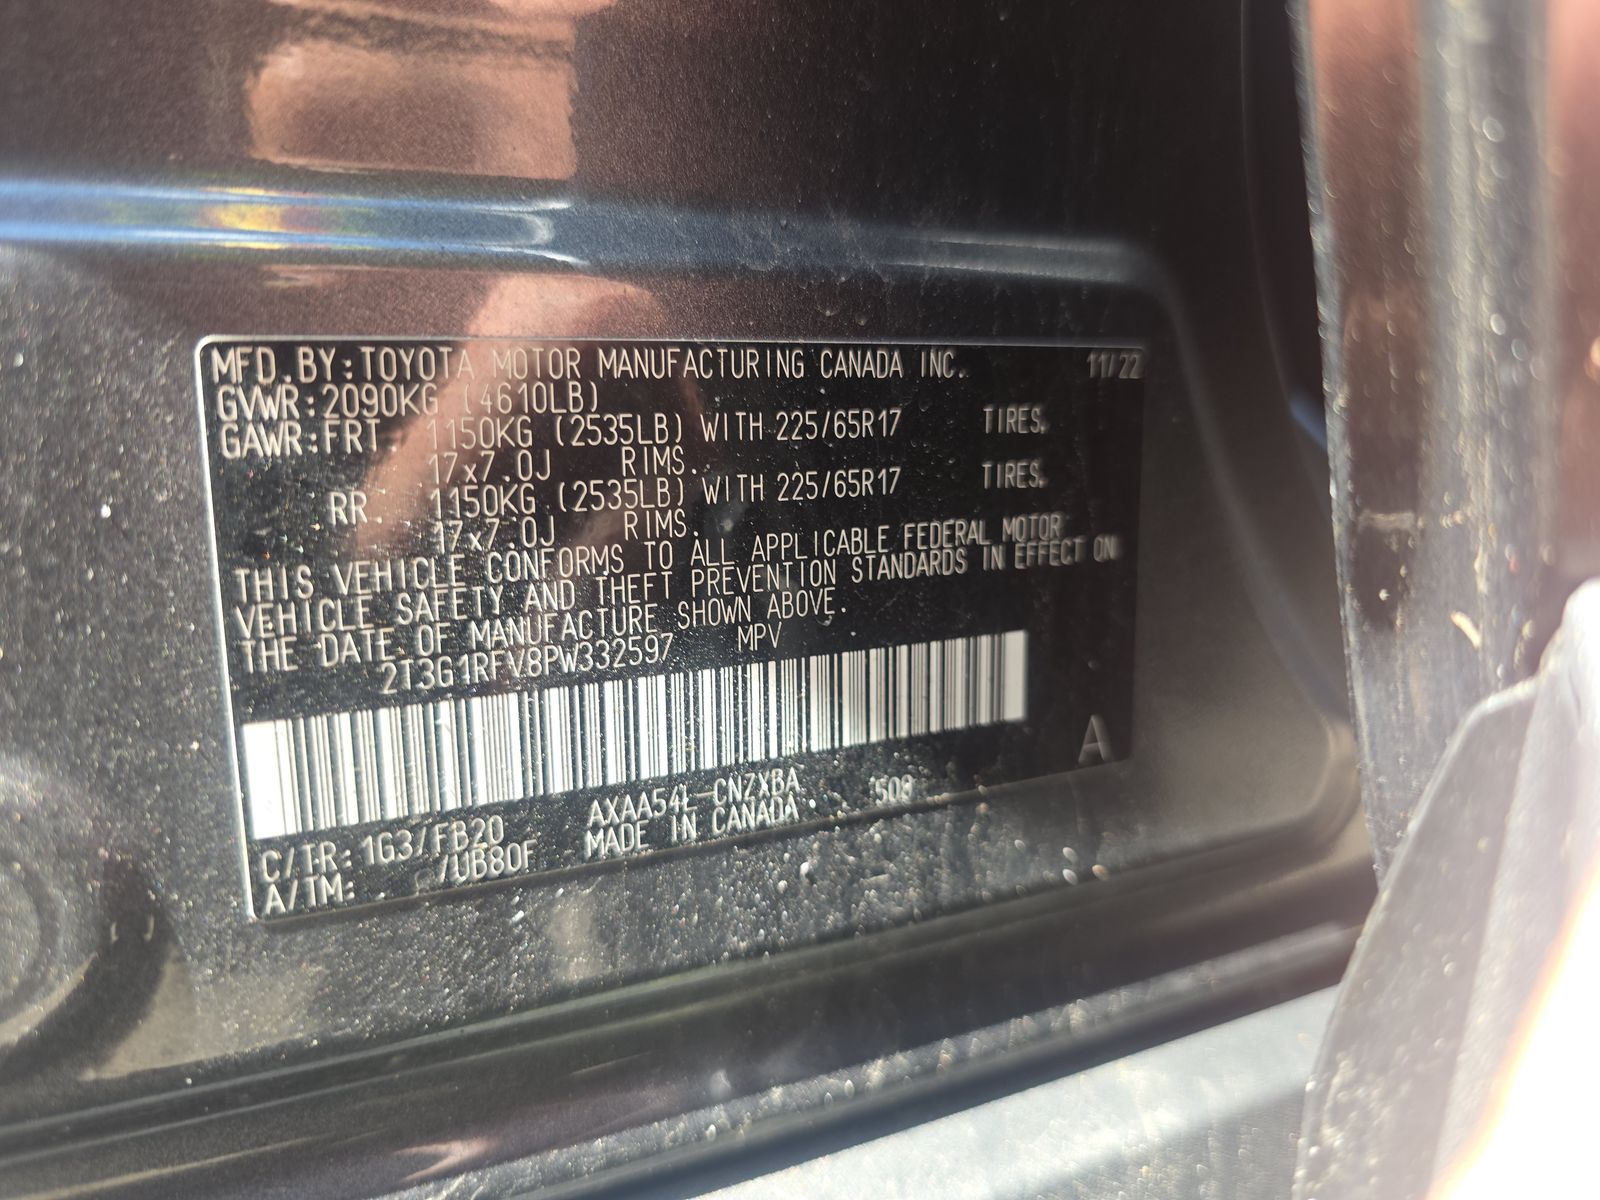 MFD.BY:TOYOTA MOTOR MANUFACTURING CANADA INC. 11/22
GVWR:2090KG (4610LB)
GAWR:FRT. 1150KG (2535LB) WITH 225/65R17 TIRES,
17x7.0J RIMS.
RR. 1150KG (2535LB) WITH 225/65R17 TIRES,
17x7.0J RIMS.
THIS VEHICLE CONFORMS TO ALL APPLICABLE FEDERAL MOTOR
VEHICLE SAFETY AND THEFT PREVENTION STANDARDS IN EFFECT ON
THE DATE OF MANUFACTURE SHOWN ABOVE.
2T3G1RFV8PW332597 MPV
A
C/TR: 1G3/FB20 AXAA54L-CNZXBA 508
A/TM: /UB80F MADE IN CANADA